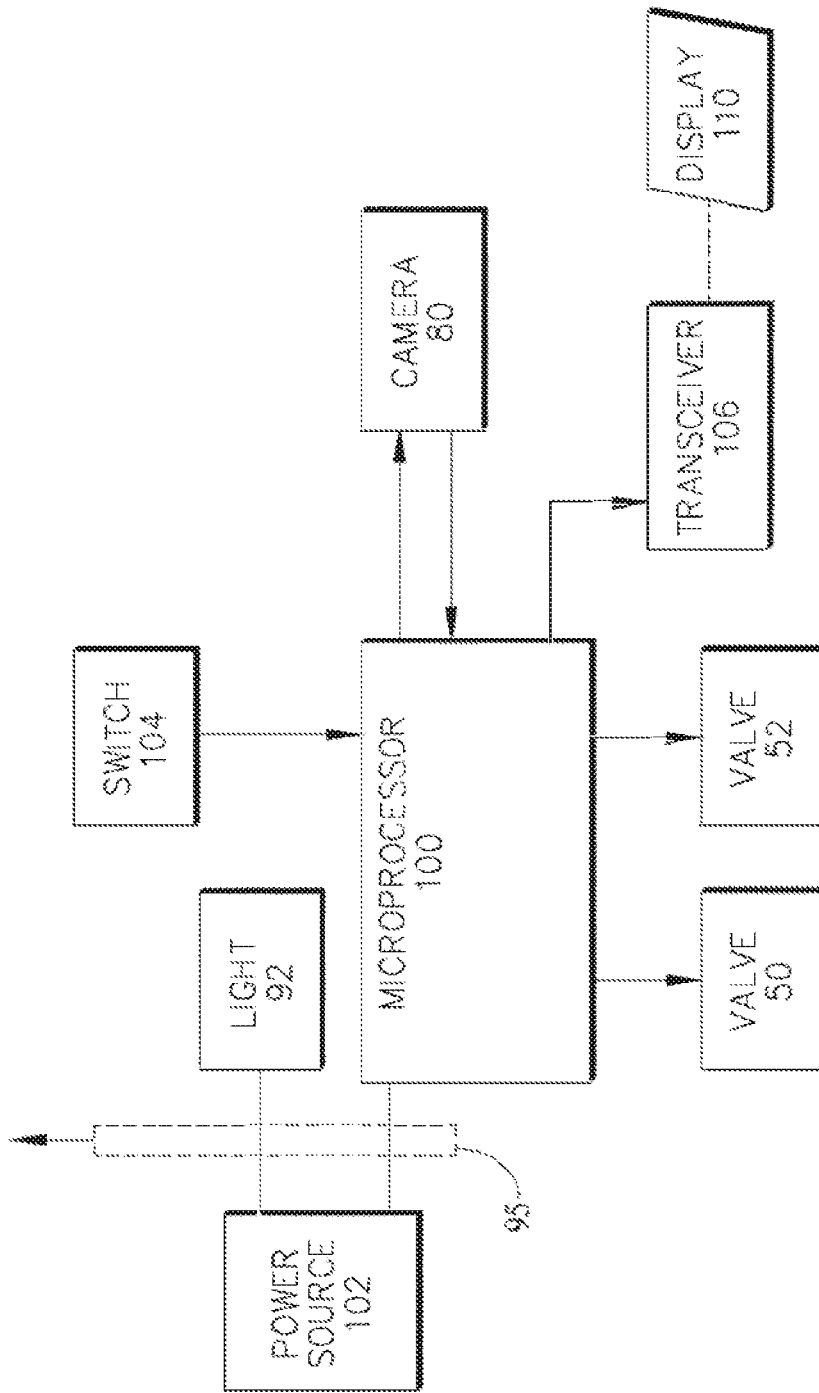 POWER
SOURCE
102
LIGHT
92
SWITCH
104
95
MICROPROCESSOR
100
CAMERA
80
VALVE
50
VALVE
52
TRANSCEIVER
106
DISPLAY
110